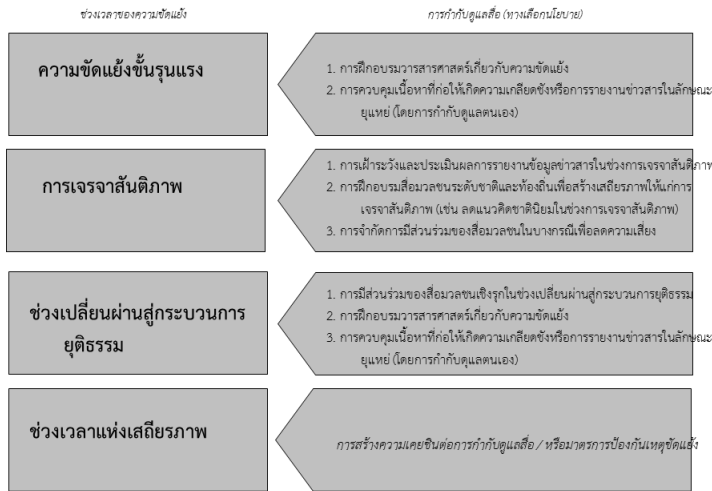 ช่วงเวลาของความขัดแย้ง
การกำกับดูแลสื่อ (ทางเลือกนโยบาย)
ความขัดแย้งขั้นรุนแรง
1. การฝึกอบรมวารสารศาสตร์เกี่ยวกับความขัดแย้ง
2. การควบคุมเนื้อหาที่ก่อให้เกิดความเกลียดชังหรือการรายงานข่าวสารในลักษณะ
ยุแหย่ (โดยการกำกับดูแลตนเอง)
การเจรจาสันติภาพ
1. การเฝ้าระวังและประเมินผลการรายงานข้อมูลข่าวสารในช่วงการเจรจาสันติภาพ
2. การฝึกอบรมสื่อมวลชนระดับชาติและท้องถิ่นเพื่อสร้างเสถียรภาพให้แก่การ
เจรจาสันติภาพ (เช่น ลดแนวคิดชาตินิยมในช่วงการเจรจาสันติภาพ)
3. การจำกัดการมีส่วนร่วมของสื่อมวลชนในบางกรณีเพื่อลดความเสี่ยง
ช่วงเปลี่ยนผ่านสู่กระบวนการ
ยุติธรรม
1. การมีส่วนร่วมของสื่อมวลชนเชิงรุกในช่วงเปลี่ยนผ่านสู่กระบวนการยุติธรรม
2. การฝึกอบรมวารสารศาสตร์เกี่ยวกับความขัดแย้ง
3. การควบคุมเนื้อหาที่ก่อให้เกิดความเกลียดชังหรือการรายงานข่าวสารในลักษณะ
ยุแหย่ (โดยการกำกับดูแลตนเอง)
ช่วงเวลาแห่งเสถียรภาพ
การสร้างความเคยชินต่อการกำกับดูแลสื่อ / หรือมาตรการป้องกันเหตุขัดแย้ง